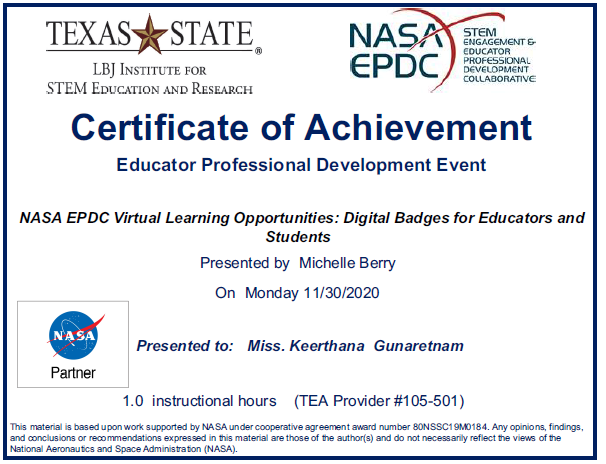 TEXAS STATE®
LBJ INSTITUTE FOR
STEM EDUCATION AND RESEARCH
NASA
EPDC
STEM
ENGAGEMENT &
EDUCATOR
PROFESSIONAL
DEVELOPMENT
COLLABORATIVE
Certificate of Achievement
Educator Professional Development Event
NASA EPDC Virtual Learning Opportunities: Digital Badges for Educators and
Students
Presented by Michelle Berry
On Monday 11/30/2020
NASA
Partner
Presented to: Miss. Keerthana Gunaretnam
1.0 instructional hours (TEA Provider #105-501)
This material is based upon work supported by NASA under cooperative agreement award number 80NSSC19M0184. Any opinions, findings,
and conclusions or recommendations expressed in this material are those of the author(s) and do not necessarily reflect the views of the
National Aeronautics and Space Administration (NASA).